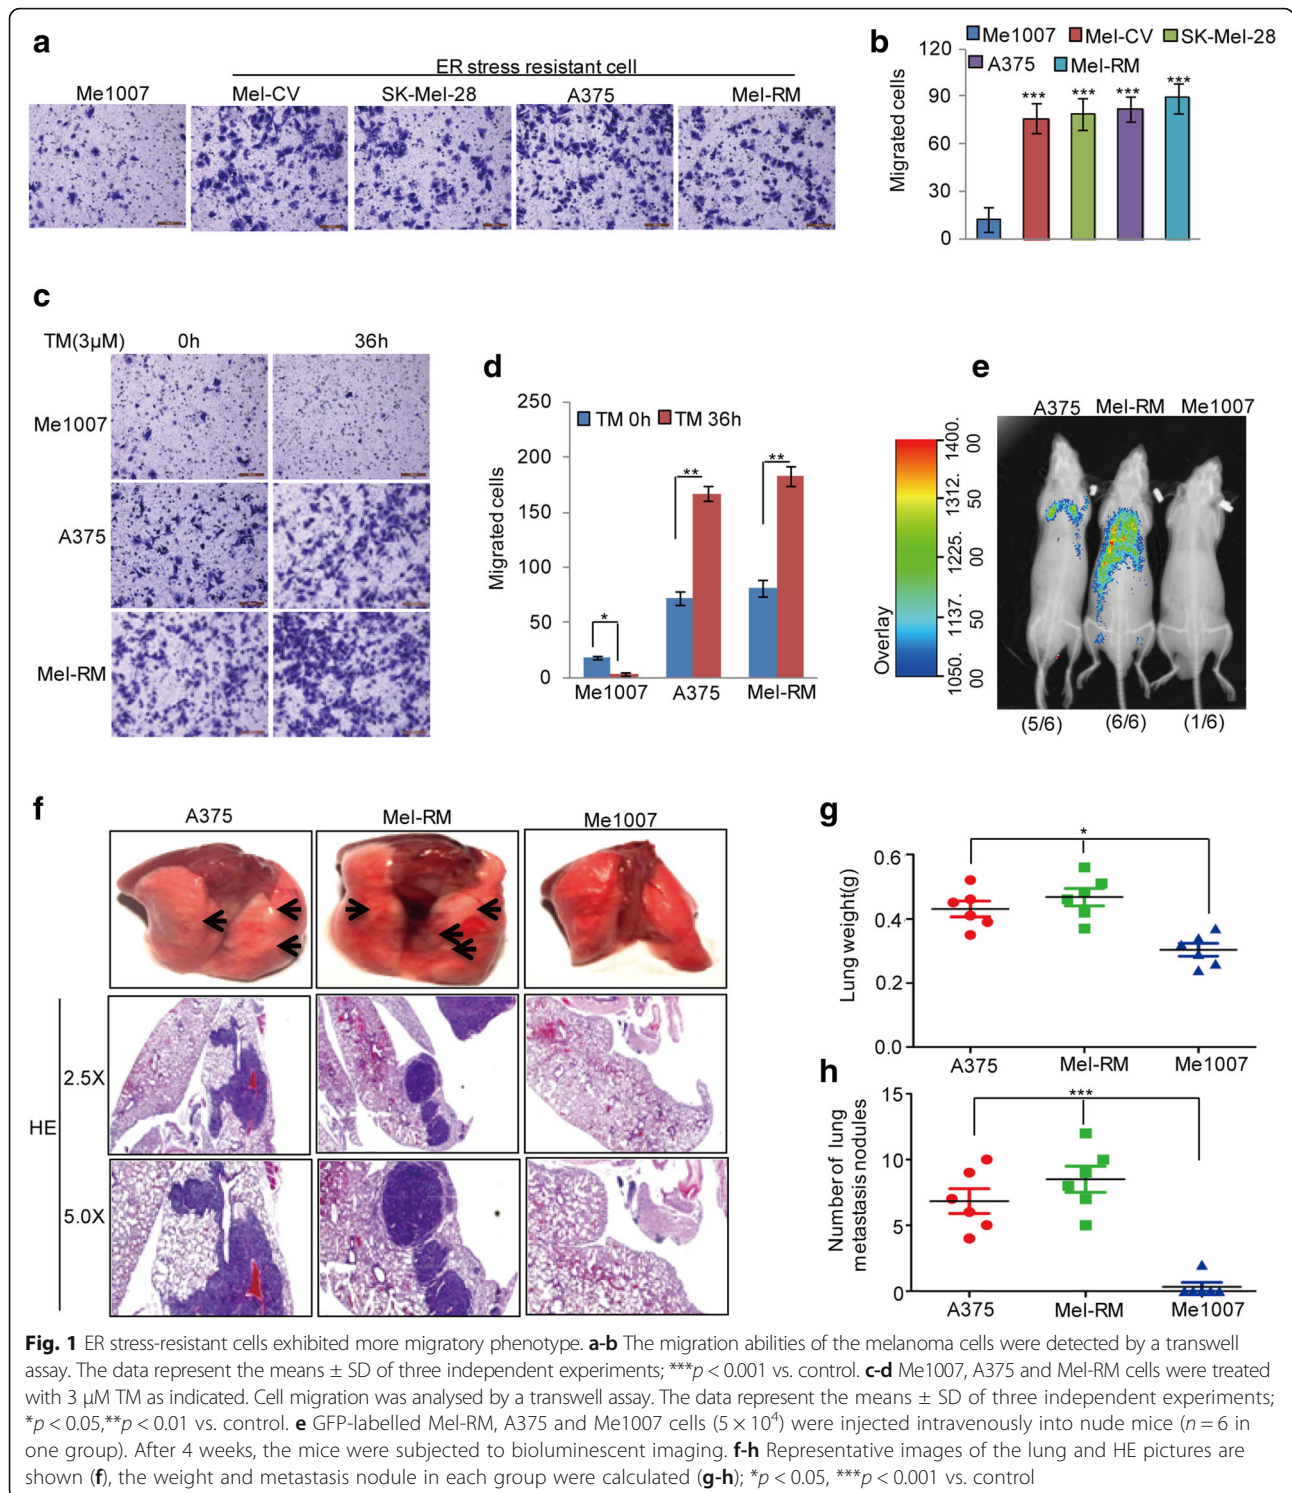 a
ER stress resistant cell
Me1007 Mel-CV SK-Mel-28 A375 Mel-RM
b
Me1007 Mel-CV SK-Mel-28
A375 Mel-RM
Migrated cells
120
90
60
30
0
*** *** *** ***
c
TM(3μM) 0h 36h
Me1007
A375
Mel-RM
d
TM 0h TM 36h
Migrated cells
250
200
150
100
50
0
* ** **
Me1007 A375 Mel-RM
e
A375 Mel-RM Me1007
Overlay
1400.00
1312.50
1225.00
1137.50
1050.00
(5/6) (6/6) (1/6)
f
A375 Mel-RM Me1007
HE
2.5X
5.0X
g
*
Lung weight(g)
0.6
0.4
0.2
0.0
A375 Mel-RM Me1007
h
***
Number of lung
metastasis nodules
15
10
5
0
A375 Mel-RM Me1007
Fig. 1 ER stress-resistant cells exhibited more migratory phenotype. a-b The migration abilities of the melanoma cells were detected by a transwell
assay. The data represent the means ± SD of three independent experiments; ***p < 0.001 vs. control. c-d Me1007, A375 and Mel-RM cells were treated
with 3 μM TM as indicated. Cell migration was analysed by a transwell assay. The data represent the means ± SD of three independent experiments;
*p < 0.05,**p < 0.01 vs. control. e GFP-labelled Mel-RM, A375 and Me1007 cells (5 × 10⁴) were injected intravenously into nude mice (n = 6 in
one group). After 4 weeks, the mice were subjected to bioluminescent imaging. f-h Representative images of the lung and HE pictures are
shown (f), the weight and metastasis nodule in each group were calculated (g-h); *p < 0.05, ***p < 0.001 vs. control